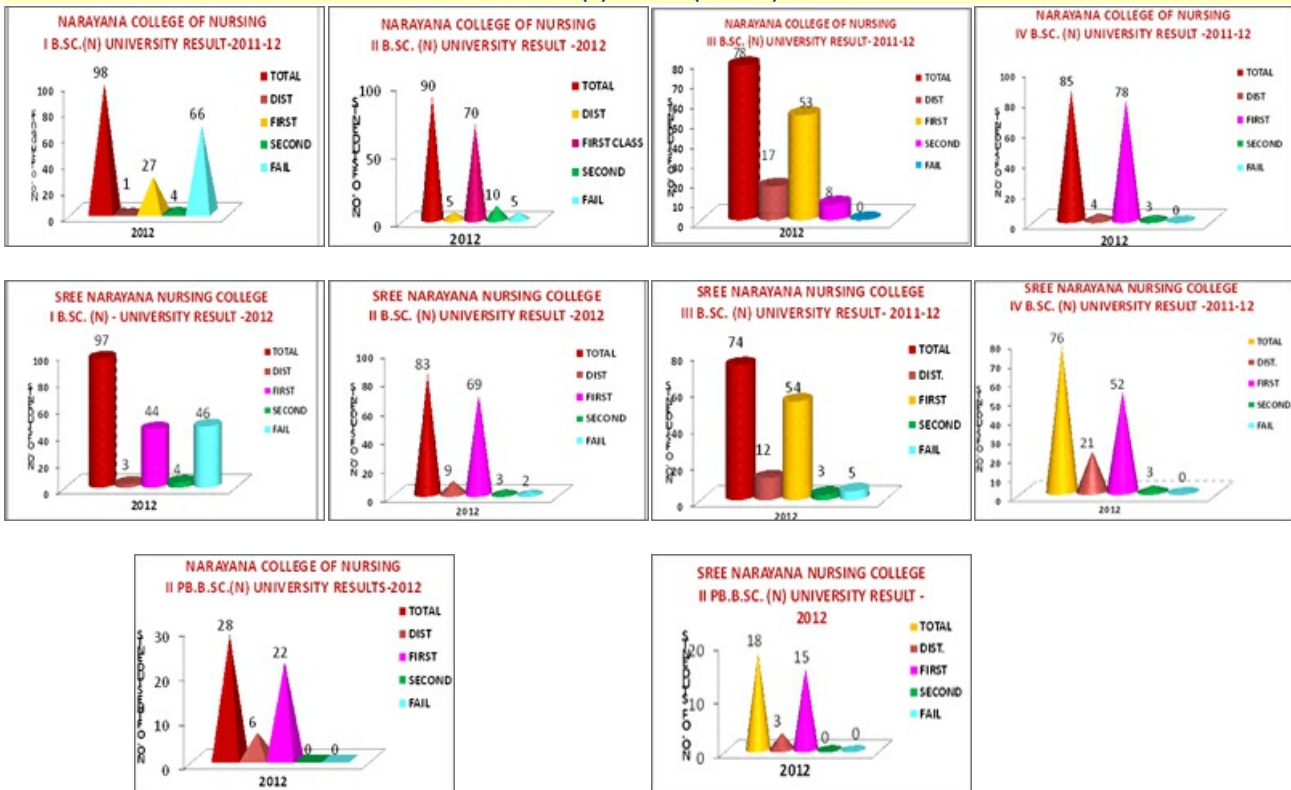 NARAYANA COLLEGE OF NURSING
I B.SC.(N) UNIVERSITY RESULT-2011-12
98
1
27
4
66
100
80
60
40
20
0
2012
TOTAL
DIST
FIRST
SECOND
FAIL
NARAYANA COLLEGE OF NURSING
II B.SC. (N) UNIVERSITY RESULT -2012
90
5
70
10
5
100
50
0
2012
TOTAL
DIST
FIRST CLASS
SECOND
FAIL
NARAYANA COLLEGE OF NURSING
III B.SC. (N) UNIVERSITY RESULT- 2011-12
78
17
53
8
0
80
70
60
50
40
30
20
10
0
2012
TOTAL
DIST
FIRST
SECOND
FAIL
NARAYANA COLLEGE OF NURSING
IV B.SC. (N) UNIVERSITY RESULT -2011-12
85
4
78
3
0
100
80
60
40
20
0
2012
TOTAL
DIST
FIRST
SECOND
FAIL
SREE NARAYANA NURSING COLLEGE
I B.SC. (N) - UNIVERSITY RESULT -2012
97
3
44
4
46
100
80
60
40
20
0
2012
TOTAL
DIST
FIRST
SECOND
FAIL
SREE NARAYANA NURSING COLLEGE
II B.SC. (N) UNIVERSITY RESULT -2012
83
9
69
3
2
100
80
60
40
20
0
2012
TOTAL
DIST
FIRST
SECOND
FAIL
SREE NARAYANA NURSING COLLEGE
III B.SC. (N) UNIVERSITY RESULT- 2011-12
74
12
54
3
5
80
60
40
20
0
2012
TOTAL
DIST.
FIRST
SECOND
FAIL
SREE NARAYANA NURSING COLLEGE
IV B.SC. (N) UNIVERSITY RESULT -2011-12
76
21
52
3
0
80
70
60
50
40
30
20
10
0
2012
TOTAL
DIST
FIRST
SECOND
FAIL
NARAYANA COLLEGE OF NURSING
II PB.B.SC.(N) UNIVERSITY RESULTS-2012
28
6
22
0
0
30
20
10
0
2012
TOTAL
DIST
FIRST
SECOND
FAIL
SREE NARAYANA NURSING COLLEGE
II PB.B.SC. (N) UNIVERSITY RESULT -
2012
18
3
15
0
0
20
10
0
2012
TOTAL
DIST.
FIRST
SECOND
FAIL